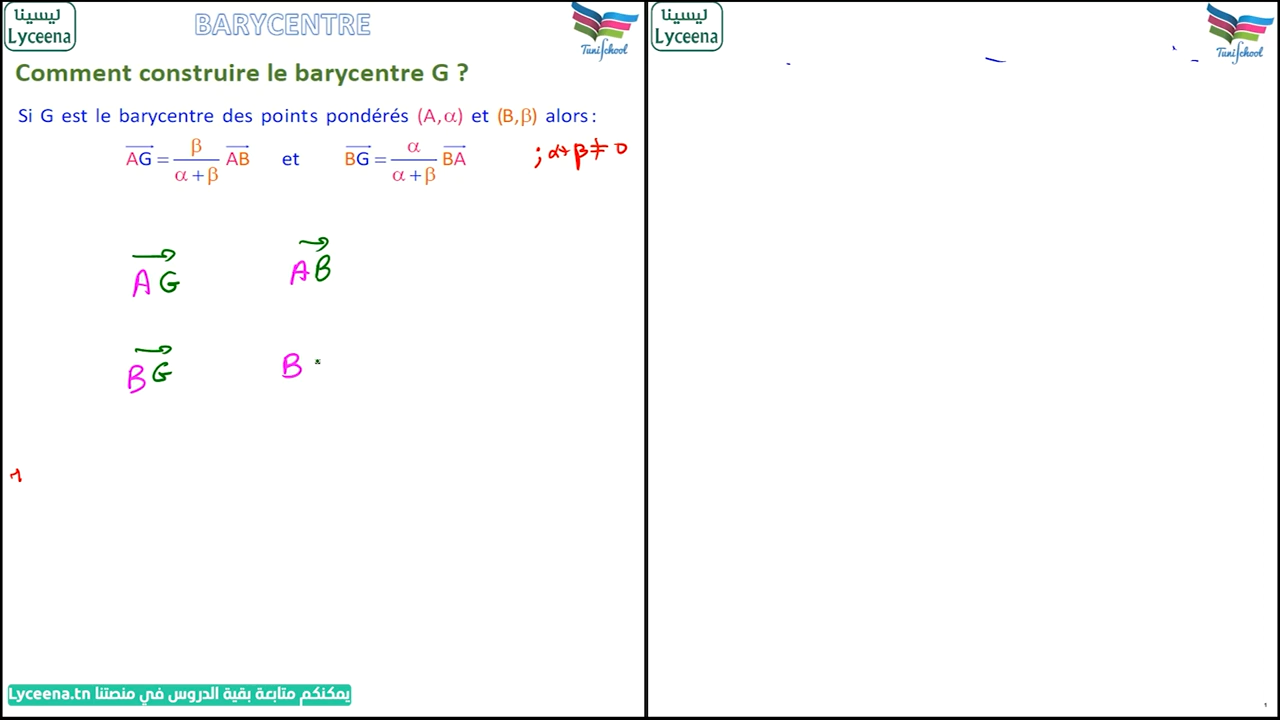 ليسينا
Lyceena
BARYCENTRE
TuniSchool
Comment construire le barycentre G ?
Si G est le barycentre des points pondérés (A,α) et (B,β) alors :
AG = β / (α + β) AB et BG = α / (α + β) BA ; α + β ≠ 0
AG AB
BG B
يمكنكم متابعة بقية الدروس في منصتنا Lyceena.tn
ليسينا
Lyceena
TuniSchool
1